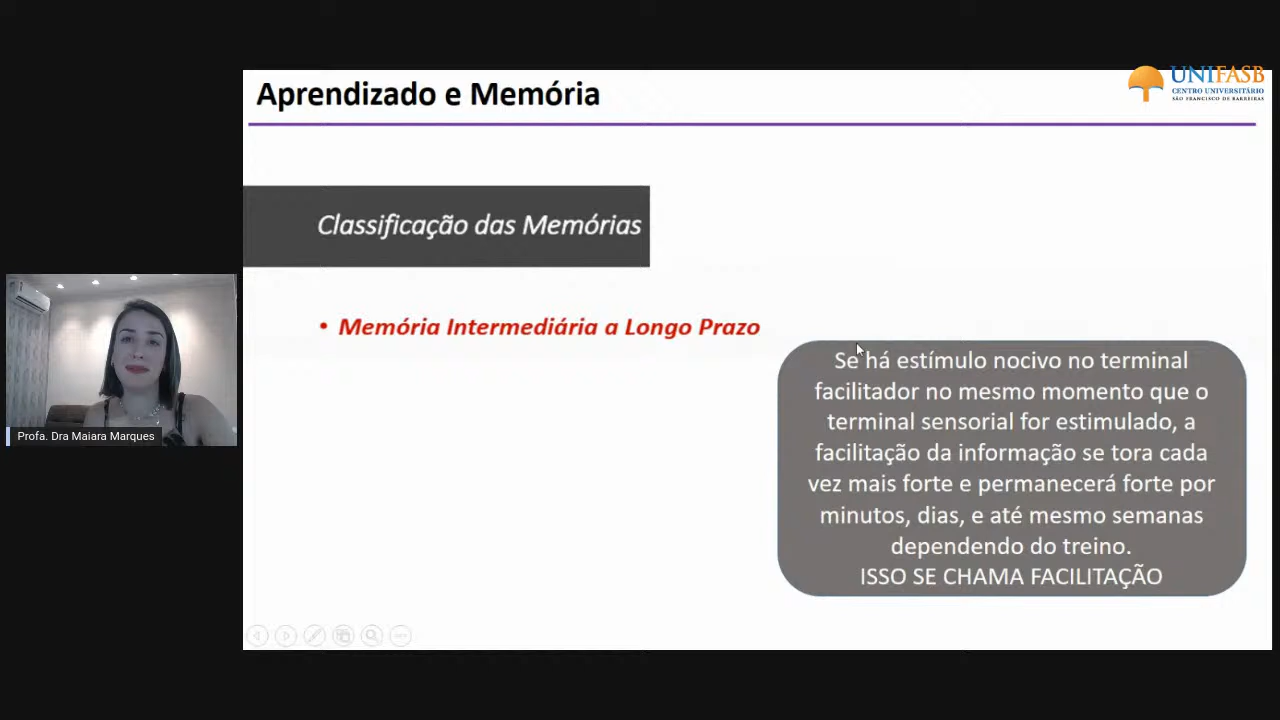 Aprendizado e Memória
UNIFASB
CENTRO UNIVERSITÁRIO
SÃO FRANCISCO DE BARREIRAS
Classificação das Memórias
• Memória Intermediária a Longo Prazo
Se há estímulo nocivo no terminal
facilitador no mesmo momento que o
terminal sensorial for estimulado, a
facilitação da informação se tora cada
vez mais forte e permanecerá forte por
minutos, dias, e até mesmo semanas
dependendo do treino.
ISSO SE CHAMA FACILITAÇÃO
Profa. Dra Maiara Marques